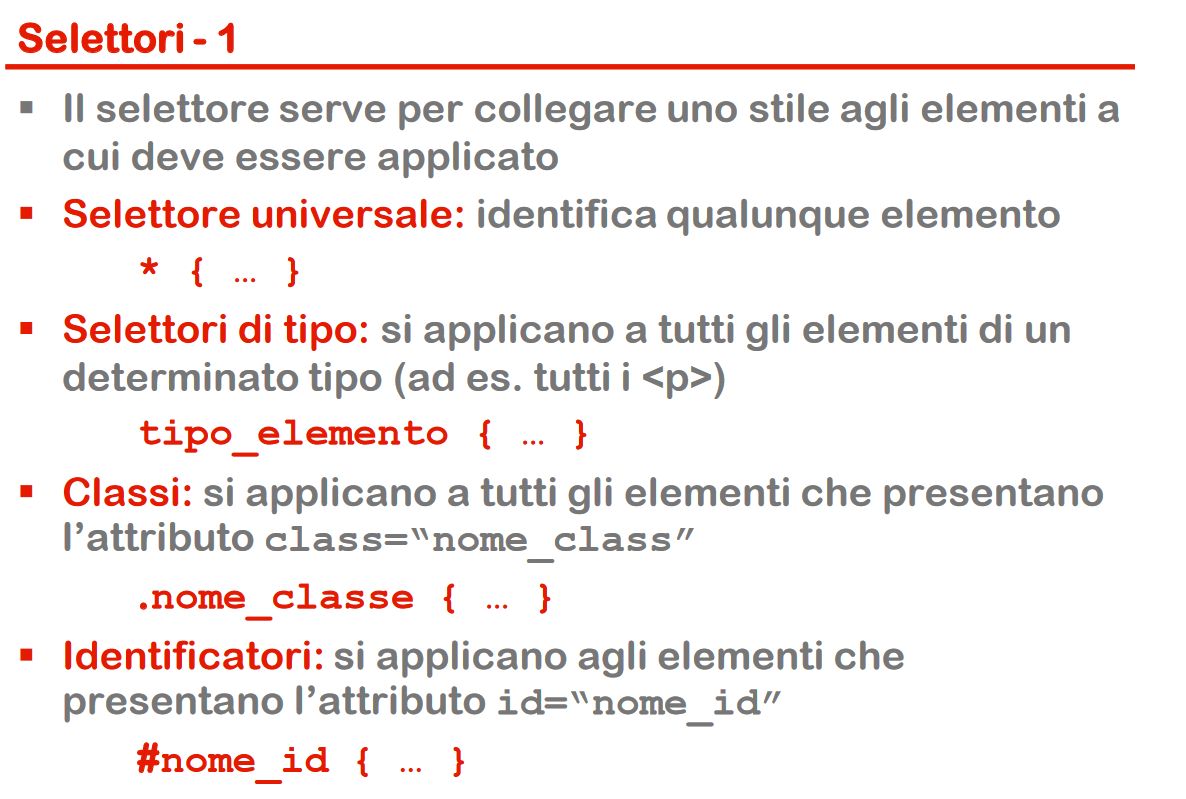 Selettori - 1
▪ Il selettore serve per collegare uno stile agli elementi a
cui deve essere applicato
▪ Selettore universale: identifica qualunque elemento
* { … }
▪ Selettori di tipo: si applicano a tutti gli elementi di un
determinato tipo (ad es. tutti i <p>)
tipo_elemento { … }
▪ Classi: si applicano a tutti gli elementi che presentano
l’attributo class=“nome_class”
.nome_classe { … }
▪ Identificatori: si applicano agli elementi che
presentano l’attributo id=“nome_id”
#nome_id { … }